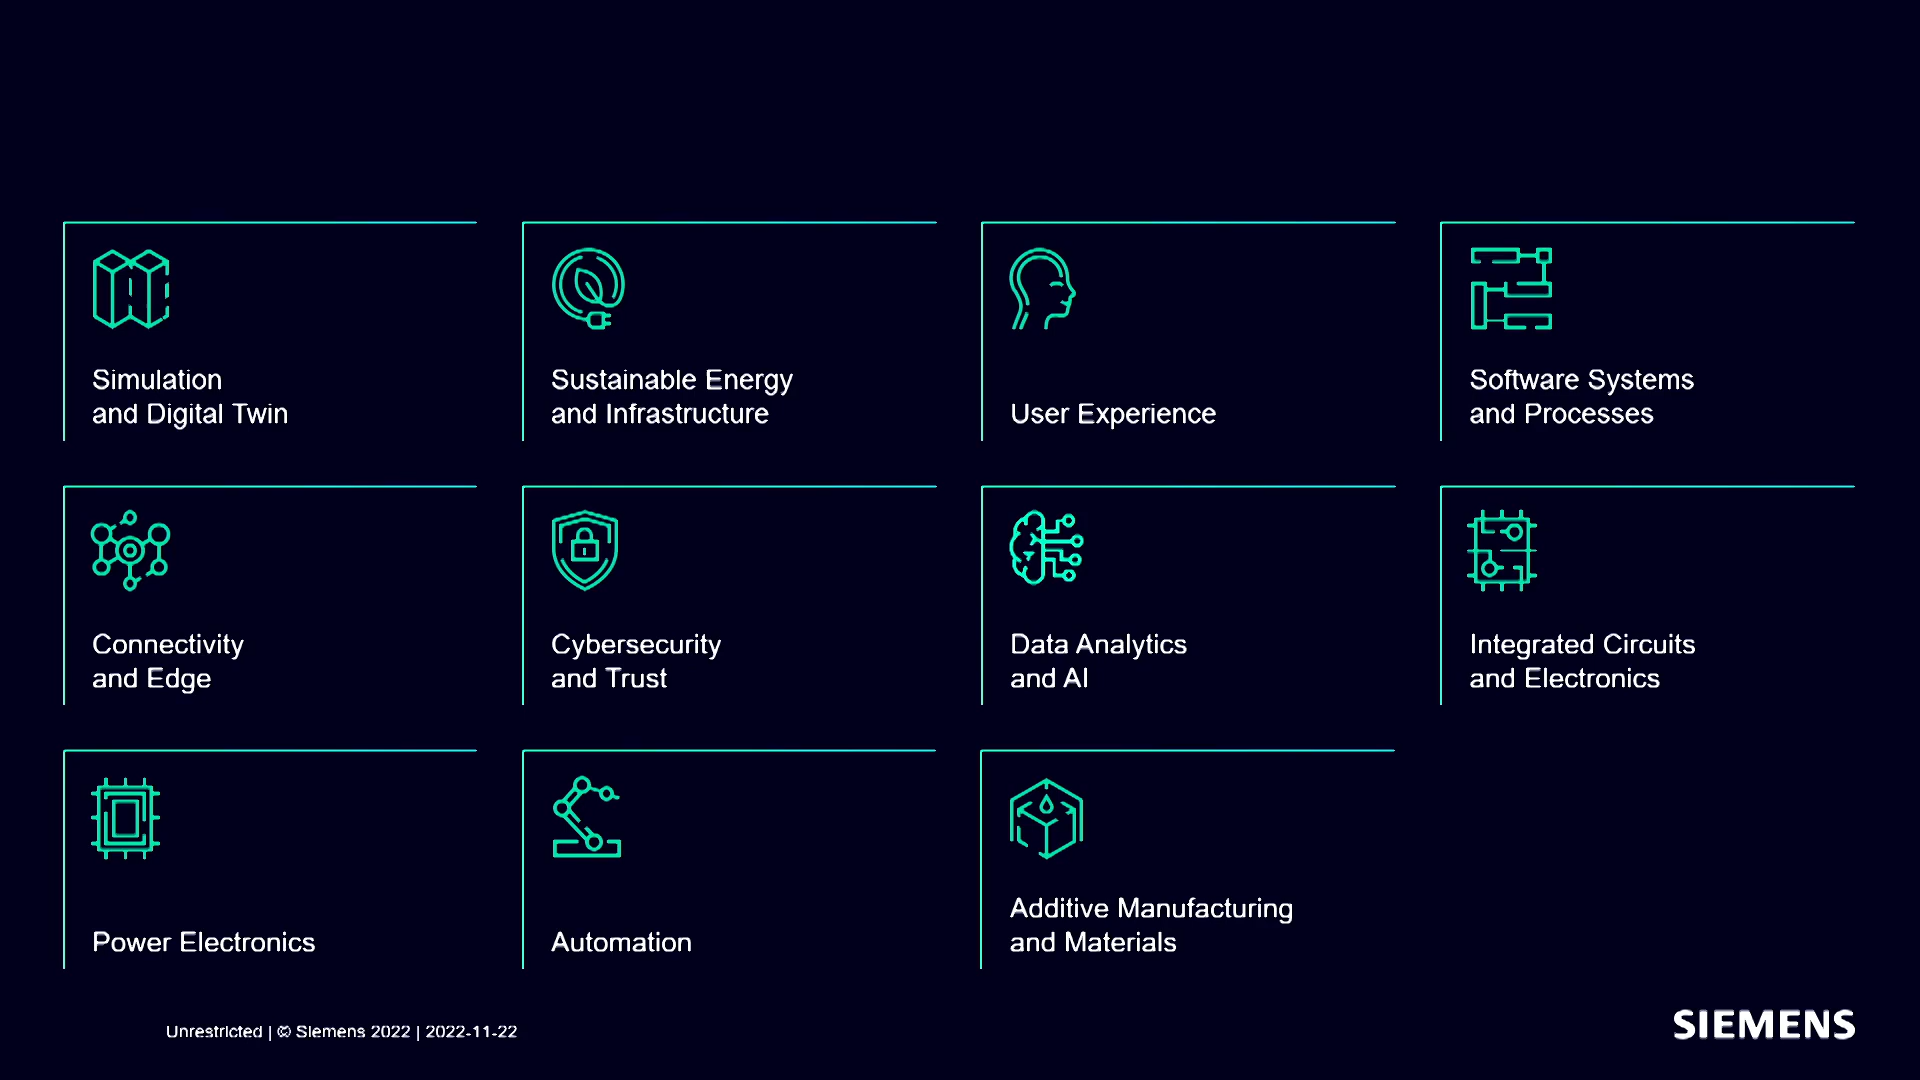 Simulation
and Digital Twin
Sustainable Energy
and Infrastructure
User Experience
Software Systems
and Processes
Connectivity
and Edge
Cybersecurity
and Trust
Data Analytics
and AI
Integrated Circuits
and Electronics
Power Electronics
Automation
Additive Manufacturing
and Materials
Unrestricted | © Siemens 2022 | 2022-11-22
SIEMENS